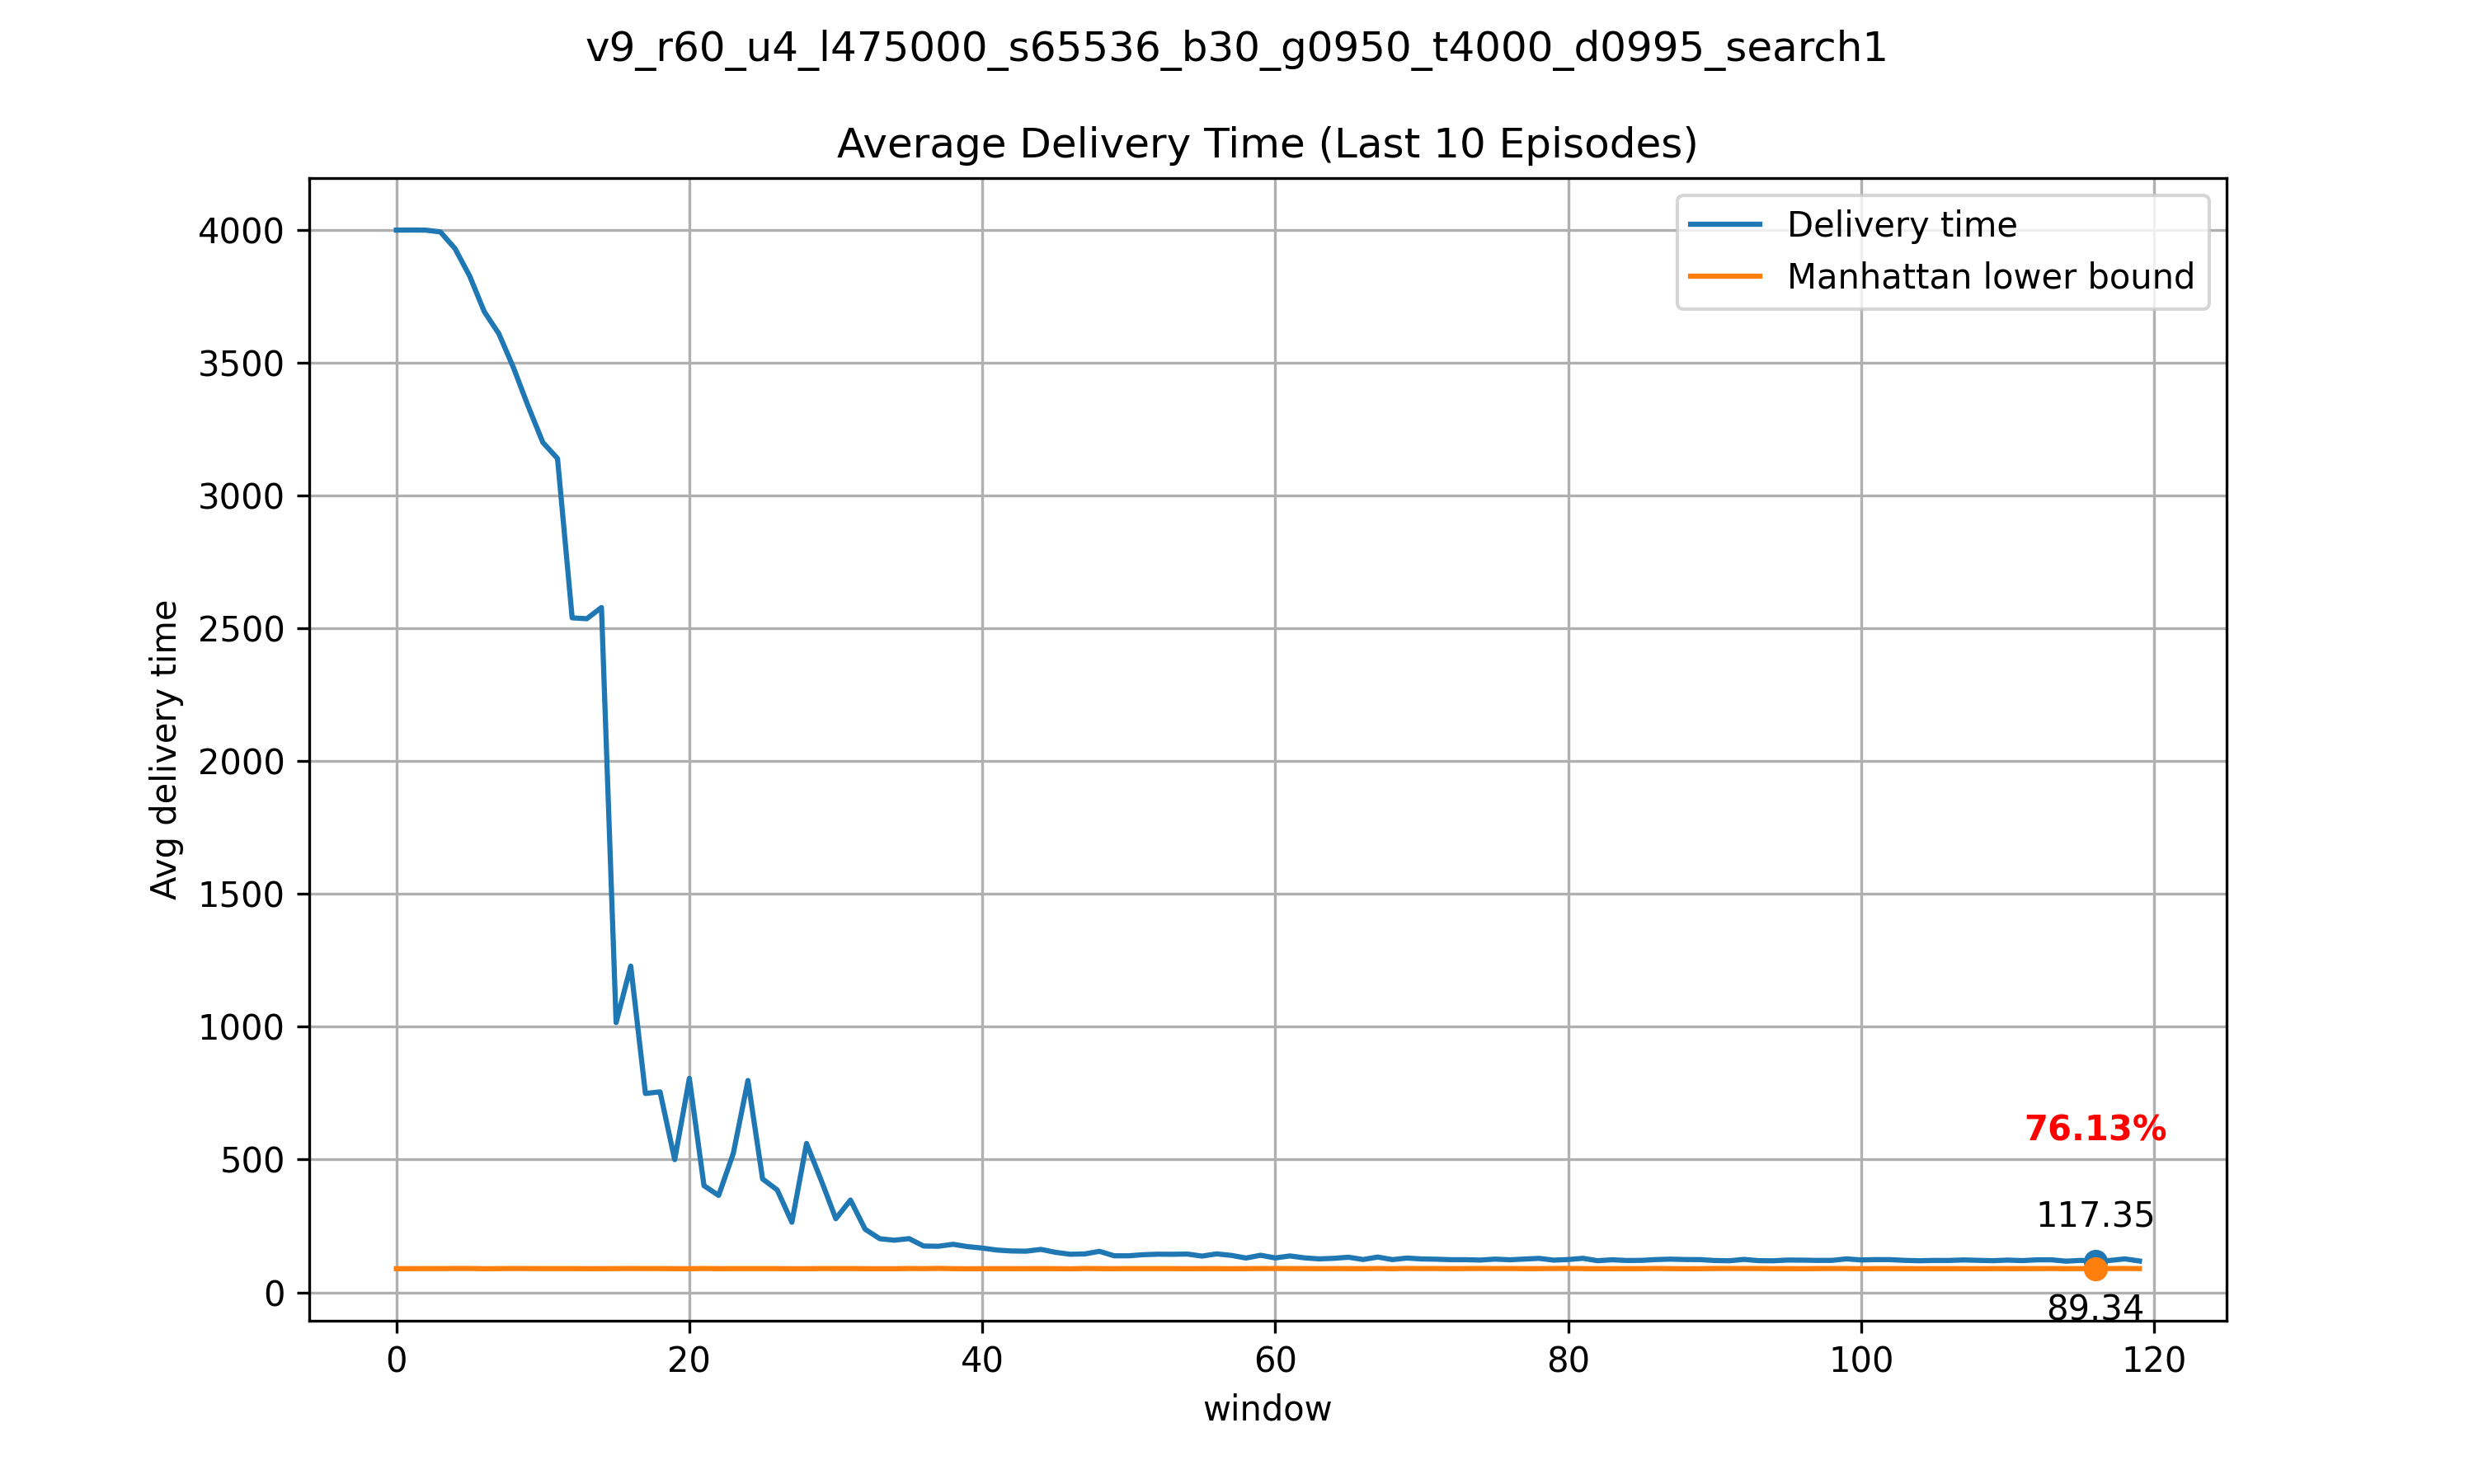 v9_r60_u4_l475000_s65536_b30_g0950_t4000_d0995_search1
Average Delivery Time (Last 10 Episodes)
Delivery time
Manhattan lower bound
Avg delivery time
4000
3500
3000
2500
2000
1500
1000
500
0
76.13%
117.35
89.34
0 20 40 60 80 100 120
window